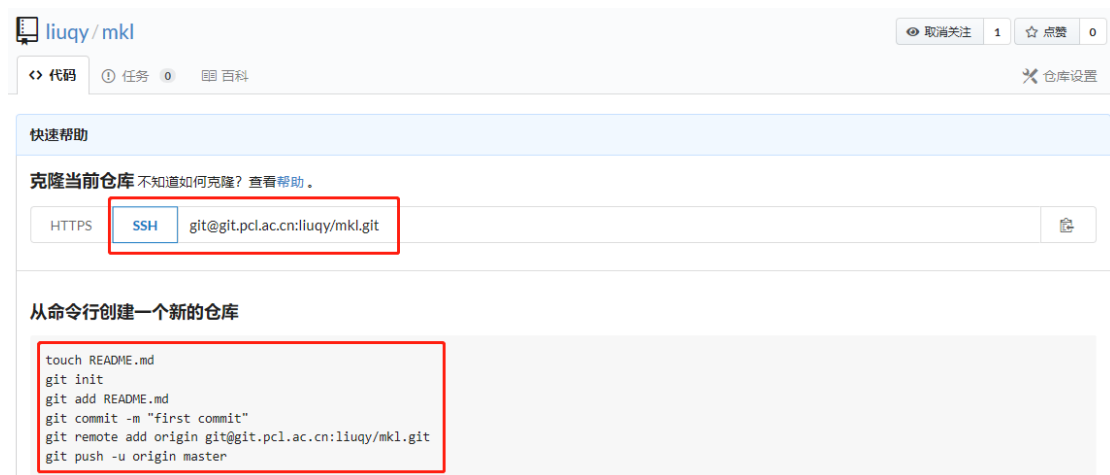 liuqy / mkl
取消关注 1 点赞 0
代码 任务 0 百科 仓库设置
快速帮助
克隆当前仓库 不知道如何克隆？查看帮助 。
HTTPS SSH git@git.pcl.ac.cn:liuqy/mkl.git
从命令行创建一个新的仓库
touch README.md
git init
git add README.md
git commit -m "first commit"
git remote add origin git@git.pcl.ac.cn:liuqy/mkl.git
git push -u origin master